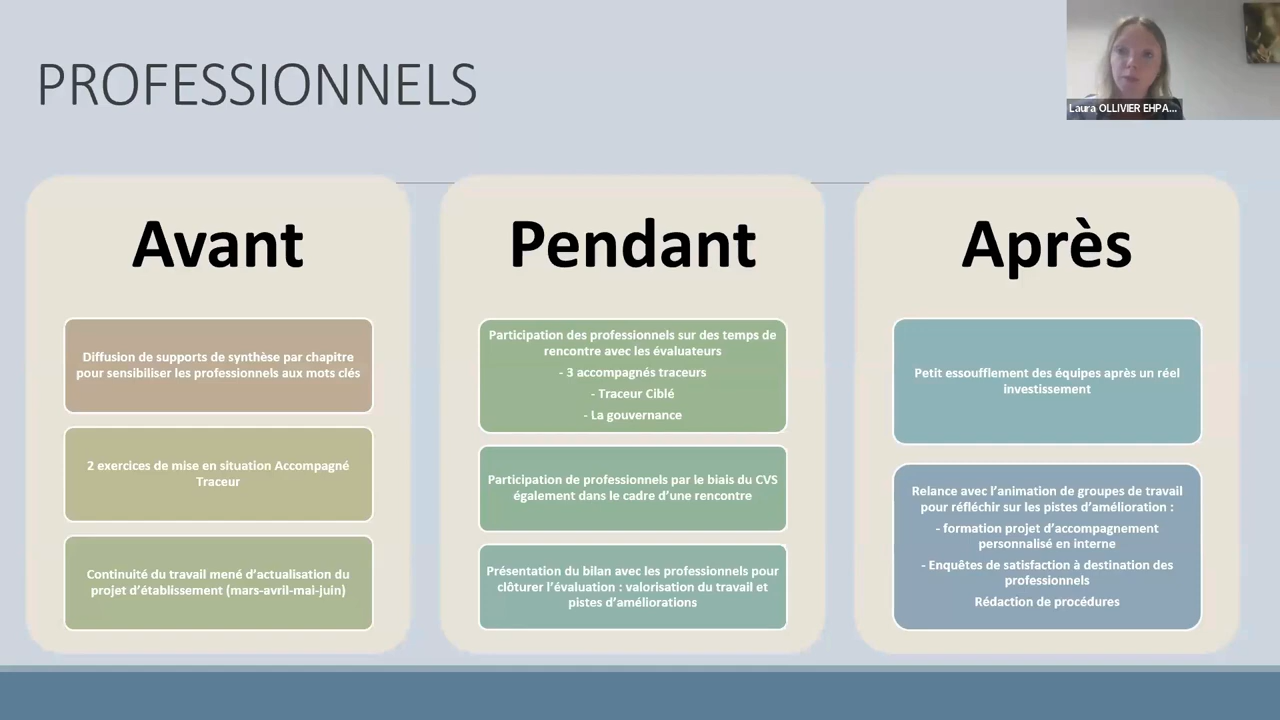 PROFESSIONNELS
Laura OLLIVIER EHPA...
Avant
Diffusion de supports de synthèse par chapitre
pour sensibiliser les professionnels aux mots clés
2 exercices de mise en situation Accompagné
Traceur
Continuité du travail mené d'actualisation du
projet d'établissement (mars-avril-mai-juin)
Pendant
Participation des professionnels sur des temps de
rencontre avec les évaluateurs
- 3 accompagnés traceurs
- Traceur Ciblé
- La gouvernance
Participation de professionnels par le biais du CVS
également dans le cadre d'une rencontre
Présentation du bilan avec les professionnels pour
clôturer l'évaluation : valorisation du travail et
pistes d'améliorations
Après
Petit essoufflement des équipes après un réel
investissement
Relance avec l'animation de groupes de travail
pour réfléchir sur les pistes d'amélioration :
- formation projet d'accompagnement
personnalisé en interne
- Enquêtes de satisfaction à destination des
professionnels
Rédaction de procédures